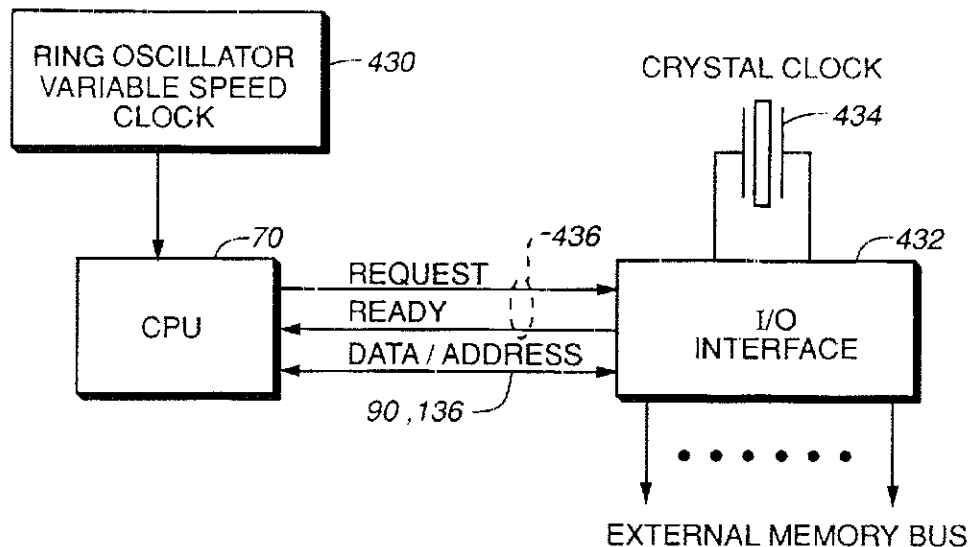 RING OSCILLATOR
VARIABLE SPEED
CLOCK
430
CRYSTAL CLOCK
434
70
436
432
REQUEST
READY
DATA / ADDRESS
CPU
I/O
INTERFACE
90 , 136
EXTERNAL MEMORY BUS